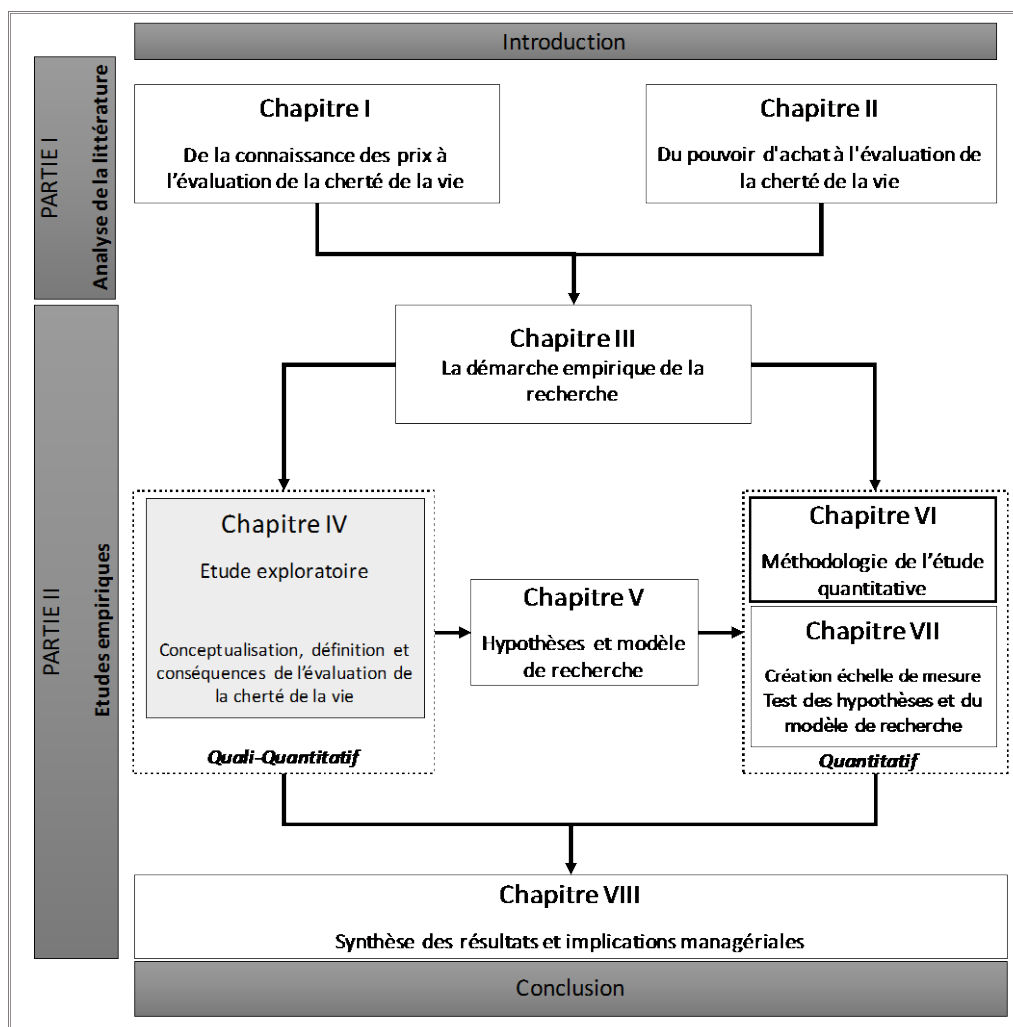 Introduction
PARTIE I
Analyse de la littérature
Chapitre I
De la connaissance des prix à
l'évaluation de la cherté de la vie
Chapitre II
Du pouvoir d'achat à l'évaluation de
la cherté de la vie
PARTIE II
Etudes empiriques
Chapitre III
La démarche empirique de la
recherche
Chapitre IV
Etude exploratoire
Conceptualisation, définition et
conséquences de l'évaluation de
la cherté de la vie
Quali-Quantitatif
Chapitre V
Hypothèses et modèle
de recherche
Chapitre VI
Méthodologie de l'étude
quantitative
Chapitre VII
Création échelle de mesure
Test des hypothèses et du
modèle de recherche
Quantitatif
Chapitre VIII
Synthèse des résultats et implications managériales
Conclusion